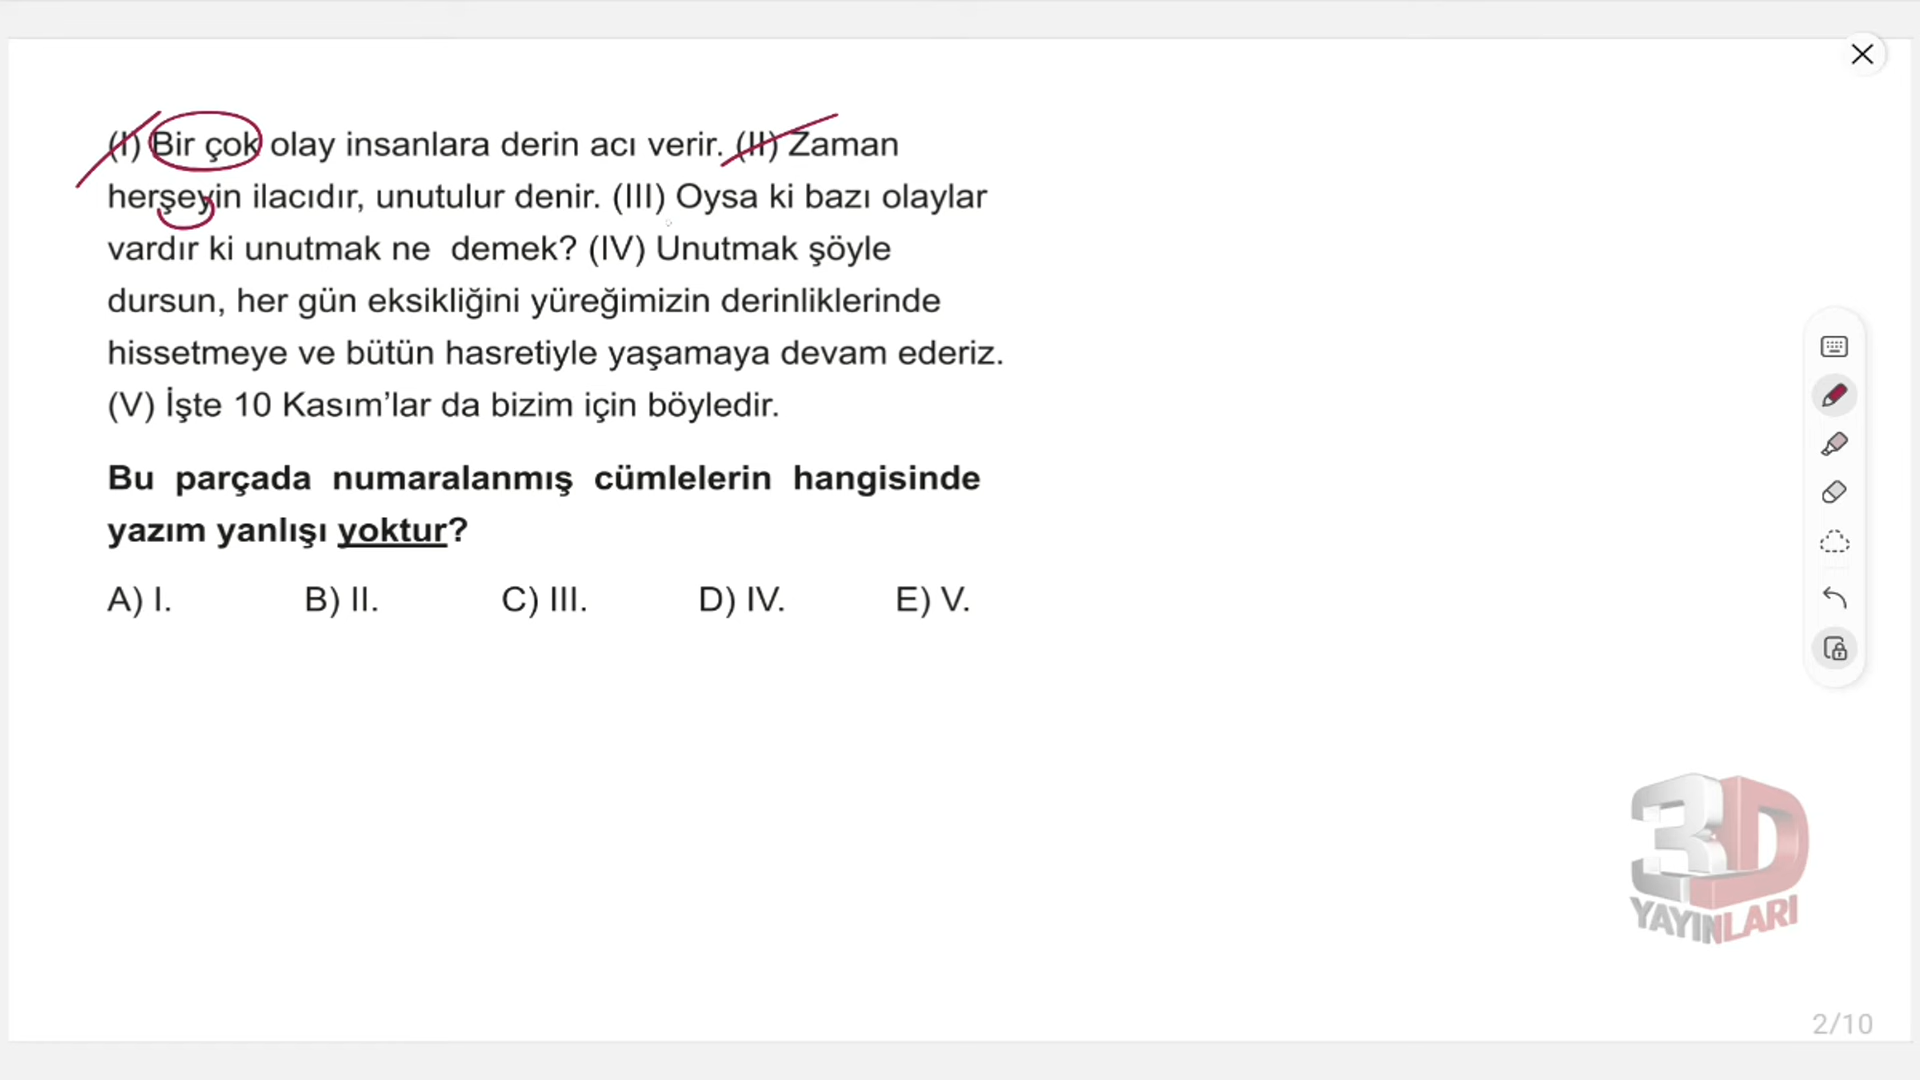 (I) Bir çok olay insanlara derin acı verir. (II) Zaman
herşeyin ilacıdır, unutulur denir. (III) Oysa ki bazı olaylar
vardır ki unutmak ne demek? (IV) Unutmak şöyle
dursun, her gün eksikliğini yüreğimizin derinliklerinde
hissetmeye ve bütün hasretiyle yaşamaya devam ederiz.
(V) İşte 10 Kasım’lar da bizim için böyledir.
Bu parçada numaralanmış cümlelerin hangisinde
yazım yanlışı yoktur?
A) I. B) II. C) III. D) IV. E) V.
3D
YAYINLARI
2/10